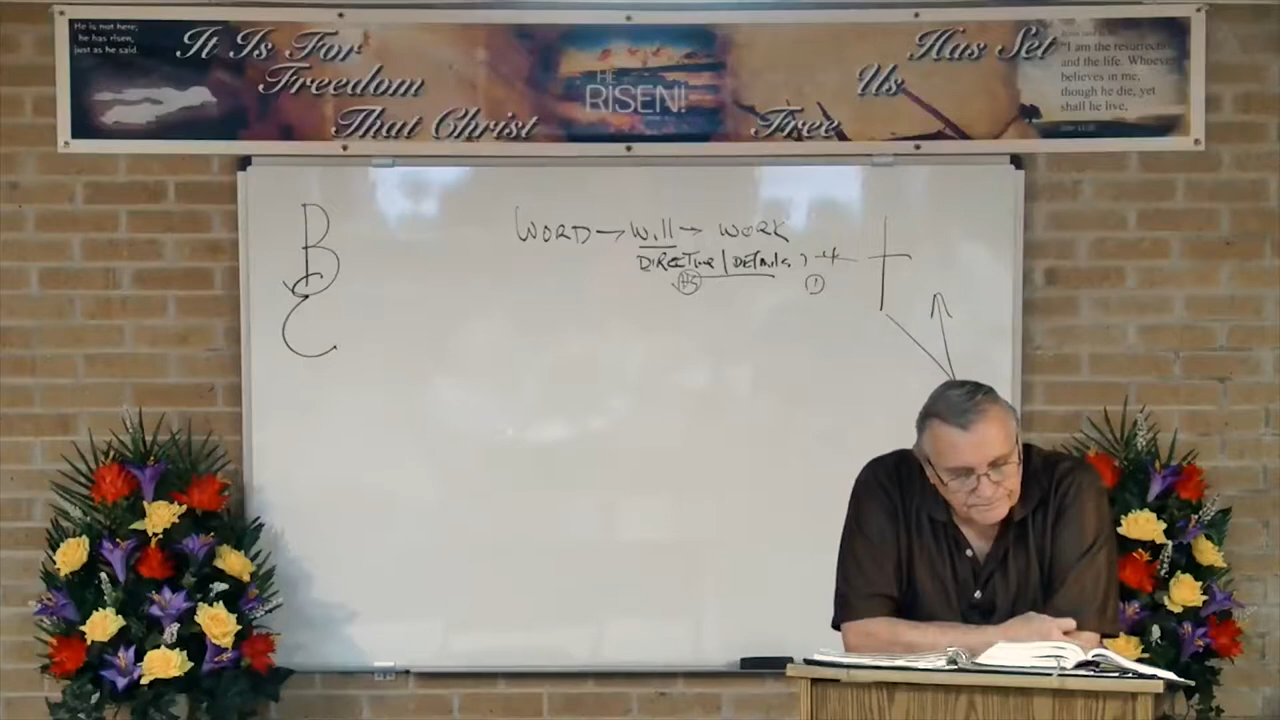 He is not here;
he has risen,
just as he said.
It Is For
Freedom
That Christ
HE
RISEN!
Has Set
Us
Free
"I am the resurrection
and the life. Whoever
believes in me,
though he die, yet
shall he live,
B
WORD → Will → WORK
/ DETAILS
HS
1